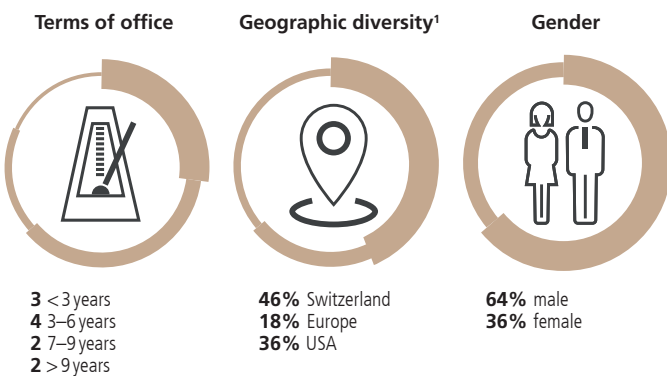 Terms of office
3 <3 years
4 3–6 years
2 7–9 years
2 >9 years
Geographic diversity¹
46% Switzerland
18% Europe
36% USA
Gender
64% male
36% female